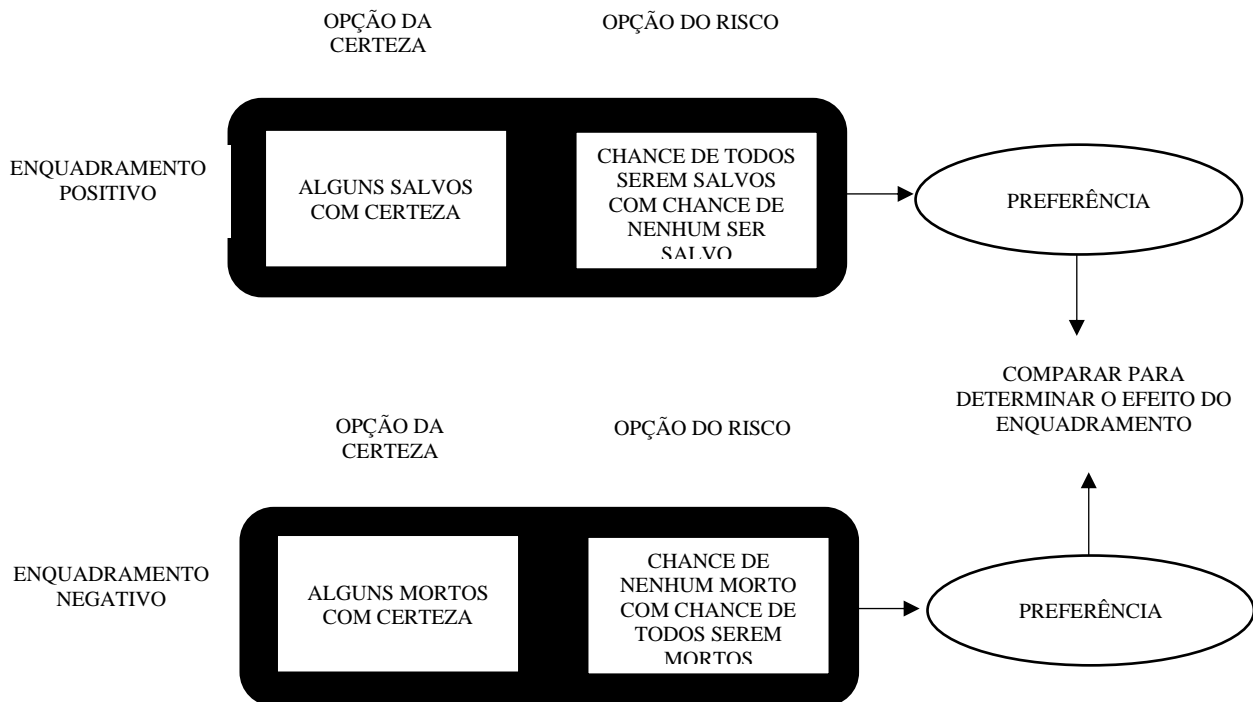 OPÇÃO DA
CERTEZA
OPÇÃO DO RISCO
ENQUADRAMENTO
POSITIVO
ALGUNS SALVOS
COM CERTEZA
CHANCE DE TODOS
SEREM SALVOS
COM CHANCE DE
NENHUM SER
SALVO
PREFERÊNCIA
COMPARAR PARA
DETERMINAR O EFEITO DO
ENQUADRAMENTO
OPÇÃO DA
CERTEZA
OPÇÃO DO RISCO
ENQUADRAMENTO
NEGATIVO
ALGUNS MORTOS
COM CERTEZA
CHANCE DE
NENHUM MORTO
COM CHANCE DE
TODOS SEREM
MORTOS
PREFERÊNCIA